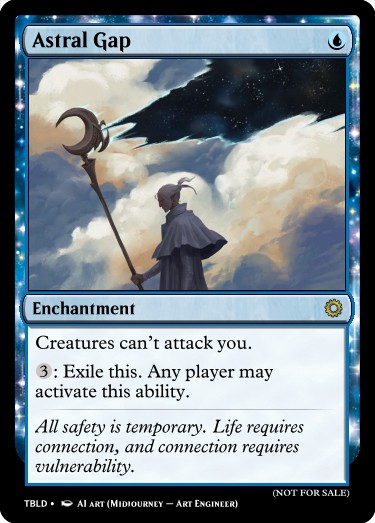 Astral Gap
Enchantment
Creatures can't attack you.
3: Exile this. Any player may
activate this ability.
All safety is temporary. Life requires
connection, and connection requires
vulnerability.
(NOT FOR SALE)
TBLD • AI ART (MIDJOURNEY — ART ENGINEER)